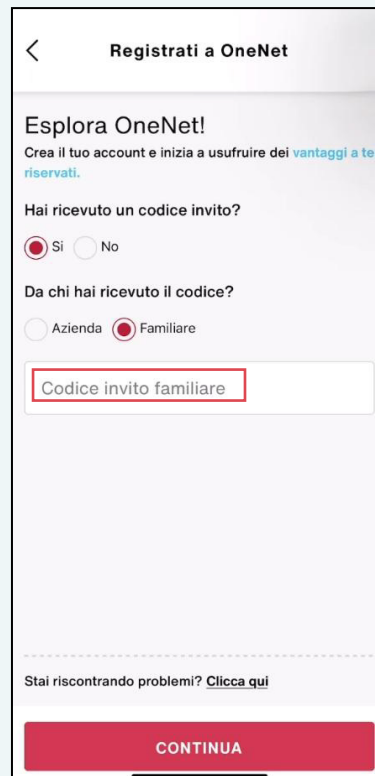 Registrati a OneNet
Esplora OneNet!
Crea il tuo account e inizia a usufruire dei vantaggi a te
riservati.
Hai ricevuto un codice invito?
Si No
Da chi hai ricevuto il codice?
Azienda Familiare
Codice invito familiare
Stai riscontrando problemi? Clicca qui
CONTINUA